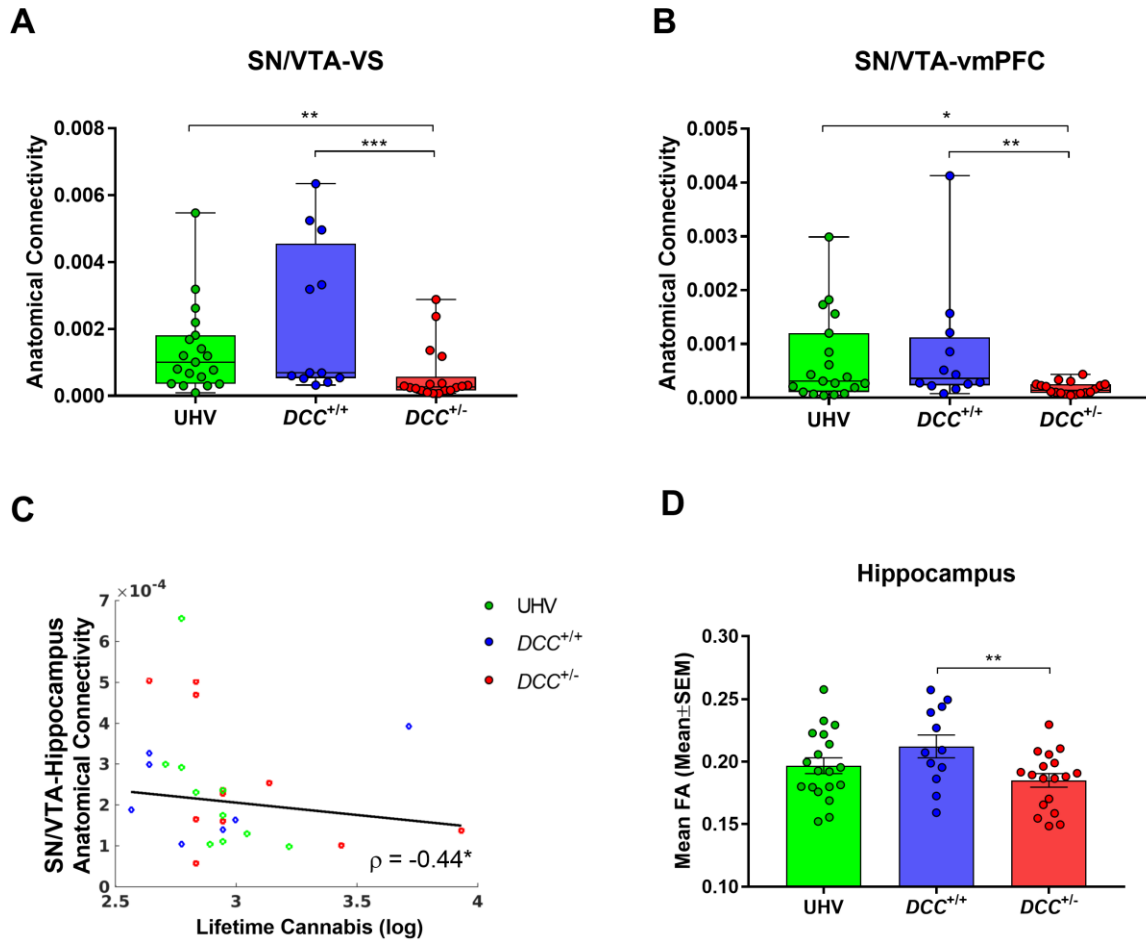 A
SN/VTA-VS
**
***
0.008
0.006
0.004
0.002
0.000
Anatomical Connectivity
UHV
DCC+/+
DCC+/-
B
SN/VTA-vmPFC
*
**
0.005
0.004
0.003
0.002
0.001
0.000
Anatomical Connectivity
UHV
DCC+/+
DCC+/-
C
×10-4
7
6
5
4
3
2
1
0
SN/VTA-Hippocampus
Anatomical Connectivity
ρ = -0.44*
2.5 3 3.5 4
Lifetime Cannabis (log)
UHV
DCC+/+
DCC+/-
D
Hippocampus
**
0.30
0.25
0.20
0.15
0.10
Mean FA (Mean±SEM)
UHV
DCC+/+
DCC+/-